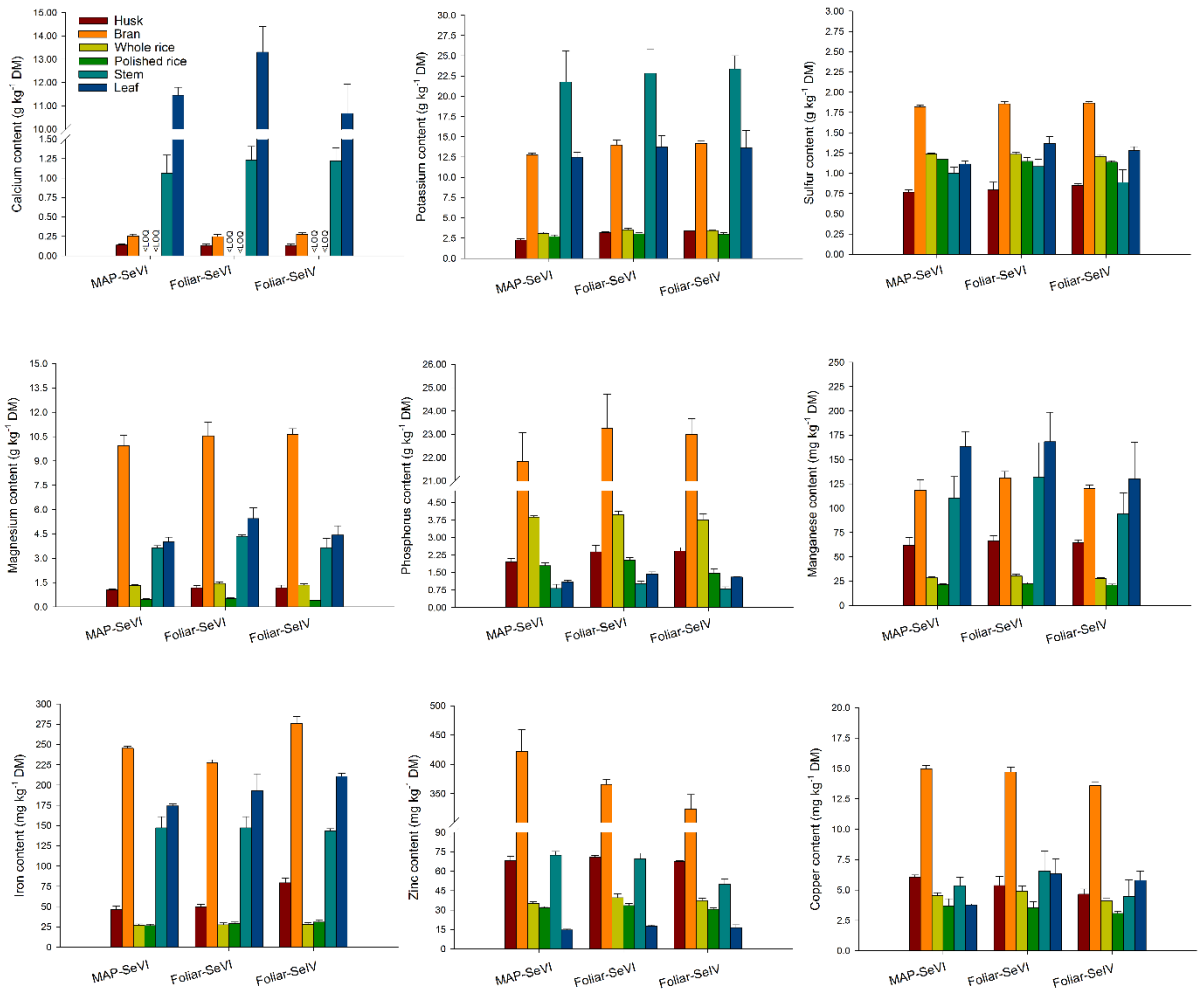 Calcium content (g kg-1 DM)
15.00
14.00
13.00
12.00
11.00
10.00
1.50
1.25
1.00
0.75
0.50
0.25
0.00
Husk
Bran
Whole rice
Polished rice
Stem
Leaf
<LOQ
<LOQ
<LOQ
<LOQ
<LOQ
<LOQ
MAP-SeVI
Foliar-SeVI
Foliar-SeIV
Potassium content (g kg-1 DM)
30.0
27.5
25.0
22.5
20.0
17.5
15.0
12.5
10.0
7.5
5.0
2.5
0.0
MAP-SeVI
Foliar-SeVI
Foliar-SeIV
Sulfur content (g kg-1 DM)
3.00
2.75
2.50
2.25
2.00
1.75
1.50
1.25
1.00
0.75
0.50
0.25
0.00
MAP-SeVI
Foliar-SeVI
Foliar-SeIV
Magnesium content (g kg-1 DM)
15.0
13.5
12.0
10.5
9.0
7.5
6.0
4.5
3.0
1.5
0.0
MAP-SeVI
Foliar-SeVI
Foliar-SeIV
Phosphorus content (g kg-1 DM)
26.00
25.00
24.00
23.00
22.00
21.00
4.50
3.75
3.00
2.25
1.50
0.75
0.00
MAP-SeVI
Foliar-SeVI
Foliar-SeIV
Manganese content (mg kg-1 DM)
250
225
200
175
150
125
100
75
50
25
0
MAP-SeVI
Foliar-SeVI
Foliar-SeIV
Iron content (mg kg-1 DM)
300
275
250
225
200
175
150
125
100
75
50
25
0
MAP-SeVI
Foliar-SeVI
Foliar-SeIV
Zinc content (mg kg-1 DM)
500
450
400
350
90
75
60
45
30
15
0
MAP-SeVI
Foliar-SeVI
Foliar-SeIV
Copper content (mg kg-1 DM)
20.0
17.5
15.0
12.5
10.0
7.5
5.0
2.5
0.0
MAP-SeVI
Foliar-SeVI
Foliar-SeIV